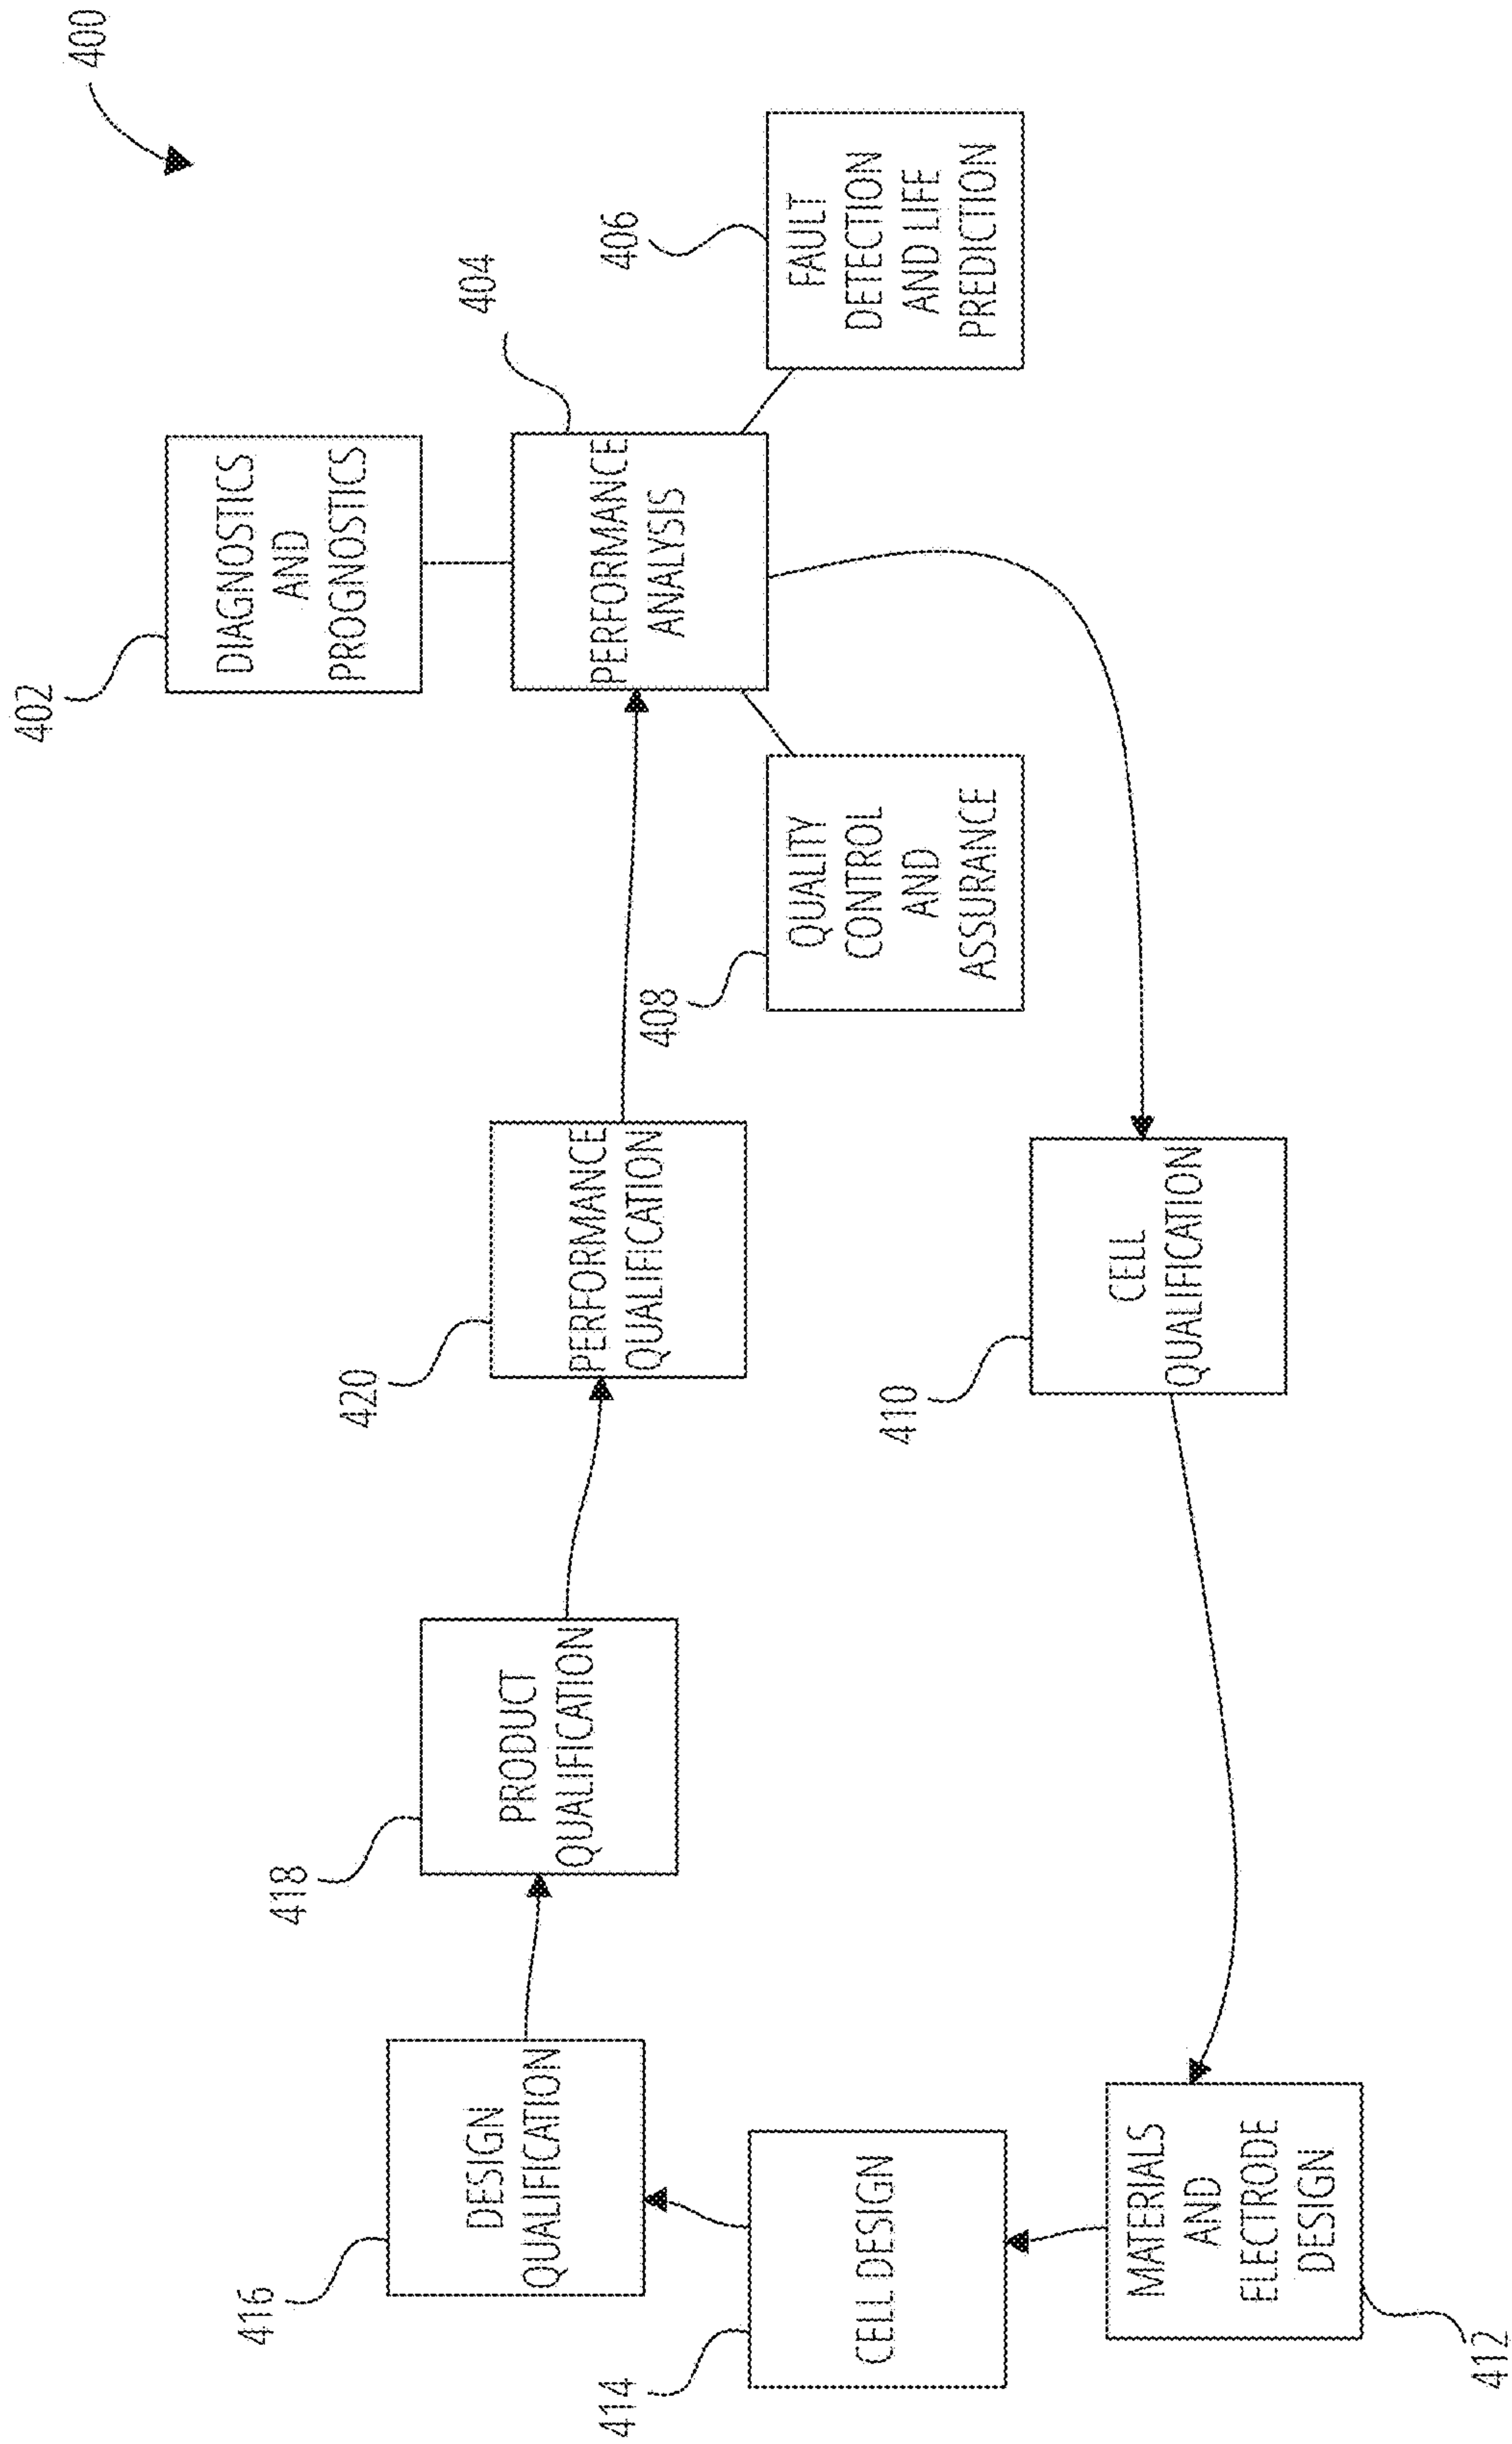 400
402
DIAGNOSTICS
AND
PROGNOSTICS
404
PERFORMANCE
ANALYSIS
406
FAULT
DETECTION
AND LIFE
PREDICTION
408
QUALITY
CONTROL
AND
ASSURANCE
420
PERFORMANCE
QUALIFICATION
410
CELL
QUALIFICATION
418
PRODUCT
QUALIFICATION
416
DESIGN
QUALIFICATION
414
CELL DESIGN
412
MATERIALS
AND
ELECTRODE
DESIGN